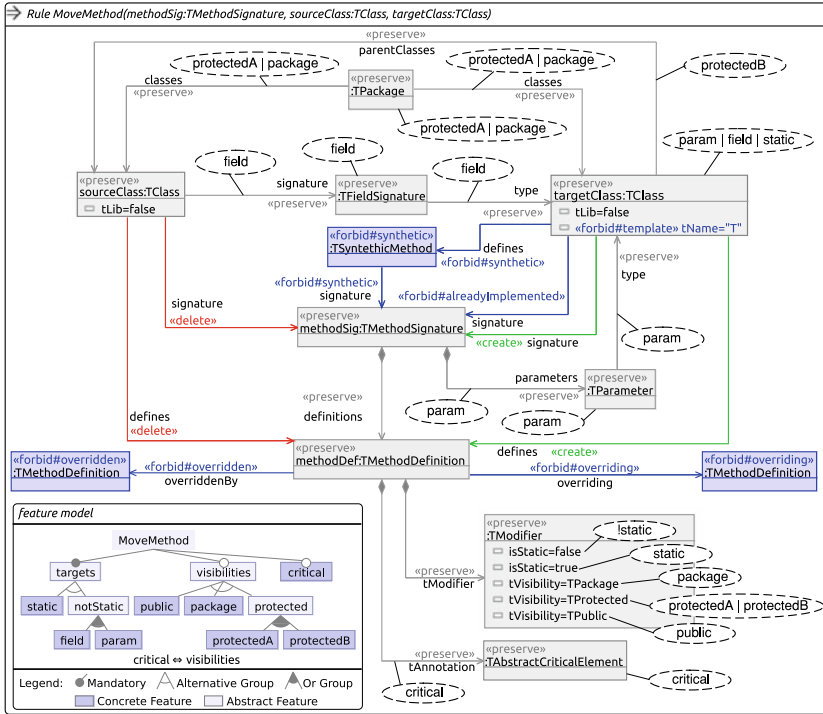 Rule MoveMethod(methodSig:TMethodSignature, sourceClass:TClass, targetClass:TClass)
«preserve»
parentClasses
protectedA | package
protectedA | package
protectedB
classes
«preserve»
«preserve»
:TPackage
classes
«preserve»
protectedA | package
param | field | static
field
field
field
«preserve»
sourceClass:TClass
tLib=false
signature
«preserve»
«preserve»
:TFieldSignature
type
«preserve»
«preserve»
targetClass:TClass
tLib=false
«forbid#template» tName="T"
«forbid#synthetic»
:TSyntethicMethod
defines
«forbid#synthetic»
«preserve»
type
«forbid#synthetic»
signature
«forbid#alreadyImplemented»
signature
signature
«delete»
«preserve»
methodSig:TMethodSignature
«create» signature
param
parameters
«preserve»
«preserve»
:TParameter
param
param
«preserve»
definitions
defines
«delete»
«preserve»
methodDef:TMethodDefinition
defines
«create»
«forbid#overridden»
:TMethodDefinition
«forbid#overridden»
overriddenBy
«forbid#overriding»
overriding
«forbid#overriding»
:TMethodDefinition
feature model
MoveMethod
targets
visibilities
critical
static
notStatic
public
package
protected
field
param
protectedA
protectedB
critical ⇔ visibilities
Legend:
Mandatory
Alternative Group
Or Group
Concrete Feature
Abstract Feature
«preserve»
tModifier
«preserve»
:TModifier
isStatic=false
isStatic=true
tVisibility=TPackage
tVisibility=TProtected
tVisibility=TPublic
!static
static
package
protectedA | protectedB
public
«preserve»
tAnnotation
«preserve»
:TAbstractCriticalElement
critical
critical